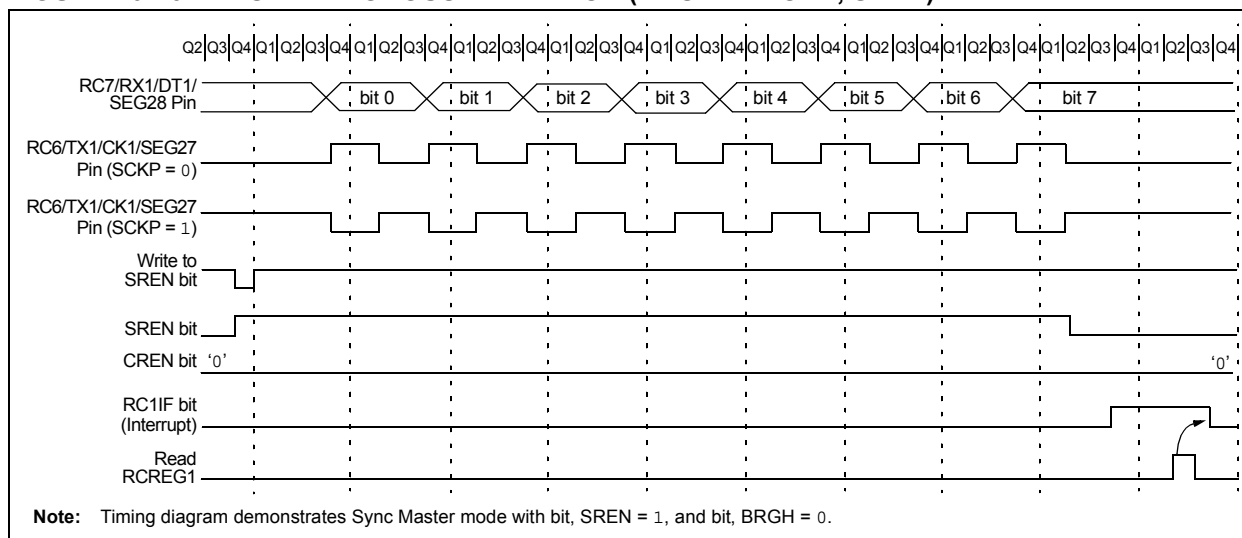 Q2 Q3 Q4 Q1 Q2 Q3 Q4 Q1 Q2 Q3 Q4 Q1 Q2 Q3 Q4 Q1 Q2 Q3 Q4 Q1 Q2 Q3 Q4 Q1 Q2 Q3 Q4 Q1 Q2 Q3 Q4 Q1 Q2 Q3 Q4 Q1 Q2 Q3 Q4 Q1 Q2 Q3 Q4
RC7/RX1/DT1/
SEG28 Pin
bit 0 bit 1 bit 2 bit 3 bit 4 bit 5 bit 6 bit 7
RC6/TX1/CK1/SEG27
Pin (SCKP = 0)
RC6/TX1/CK1/SEG27
Pin (SCKP = 1)
Write to
SREN bit
SREN bit
CREN bit '0' '0'
RC1IF bit
(Interrupt)
Read
RCREG1
Note: Timing diagram demonstrates Sync Master mode with bit, SREN = 1, and bit, BRGH = 0.